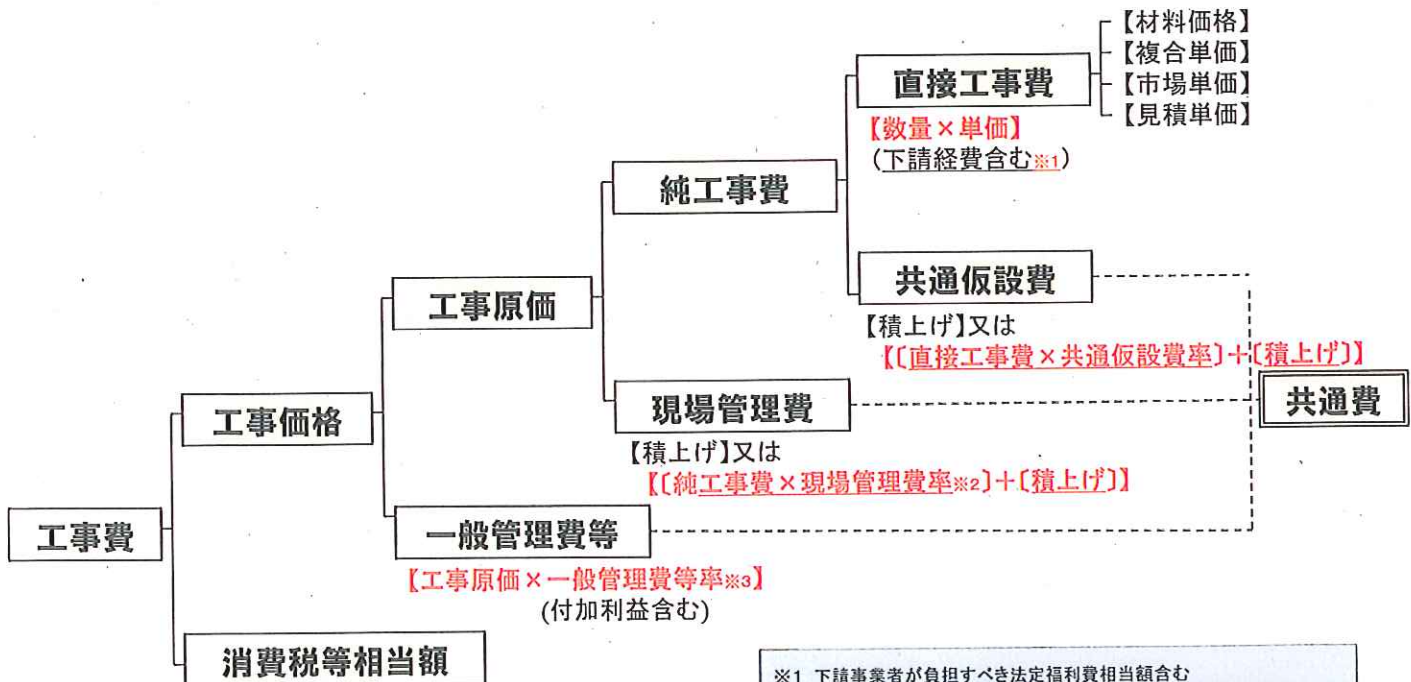 【材料価格】
【複合単価】
【市場単価】
【見積単価】
直接工事費
【数量×単価】
(下請経費含む※1)
純工事費
共通仮設費
【積上げ】又は
【〔直接工事費×共通仮設費率〕+〔積上げ〕】
工事原価
現場管理費
【積上げ】又は
【〔純工事費×現場管理費率※2〕+〔積上げ〕】
共通費
工事価格
一般管理費等
【工事原価×一般管理費等率※3】
(付加利益含む)
工事費
消費税等相当額
※1 下請事業者が負担すべき法定福利費相当額含む